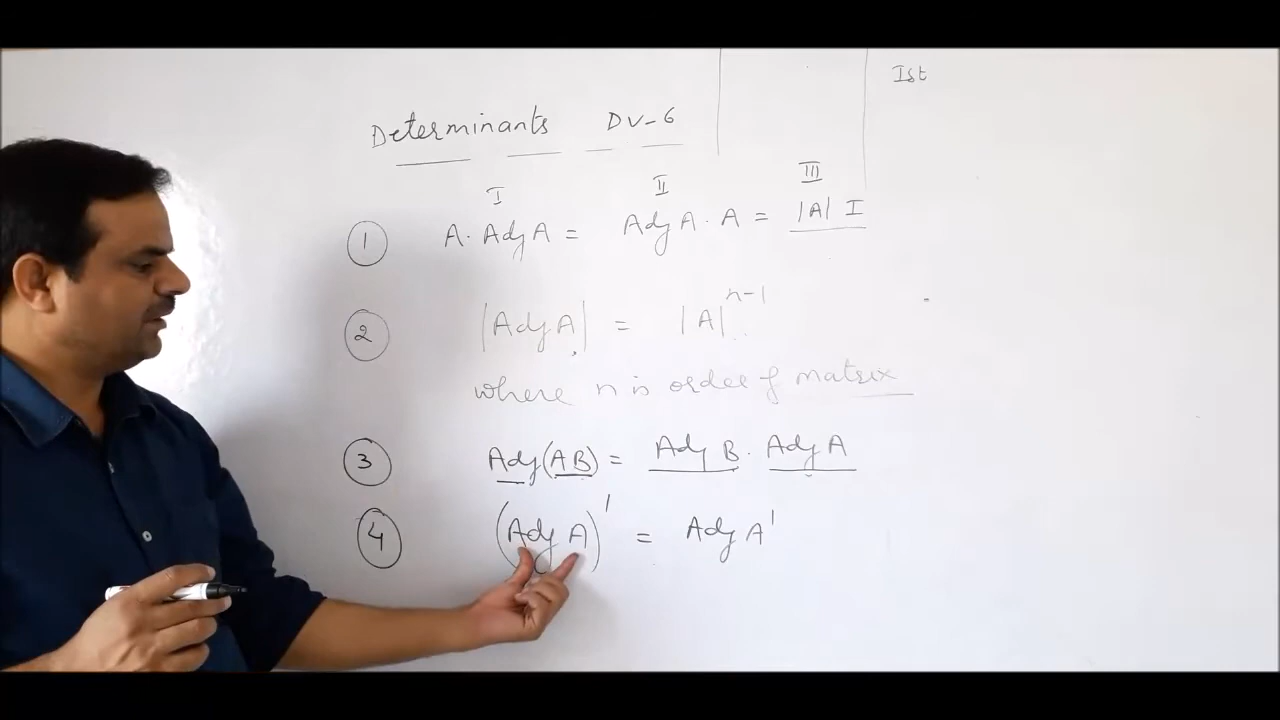 Ist
Determinants DV-6
I II III
① A. Adj A = Adj A . A = |A| I
② |Adj A| = |A|ⁿ⁻¹
where n is order of matrix
③ Adj(AB) = Adj B . Adj A
④ (Adj A)' = Adj A'